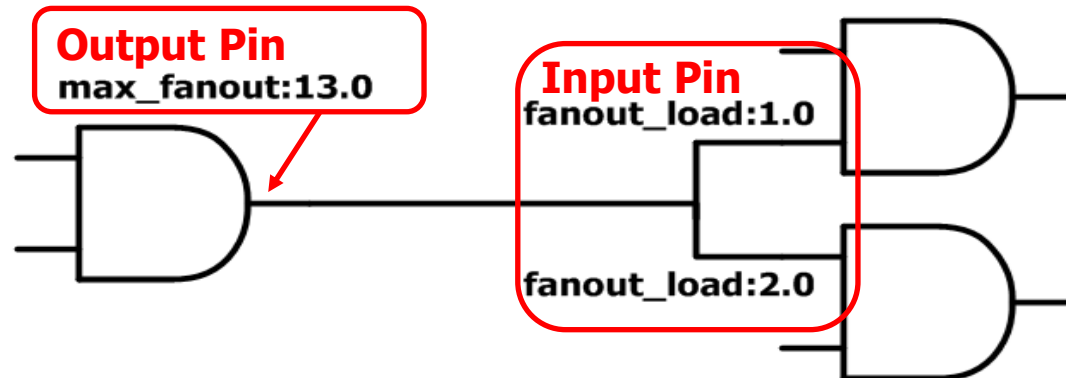 Output Pin
max_fanout:13.0
Input Pin
fanout_load:1.0
fanout_load:2.0